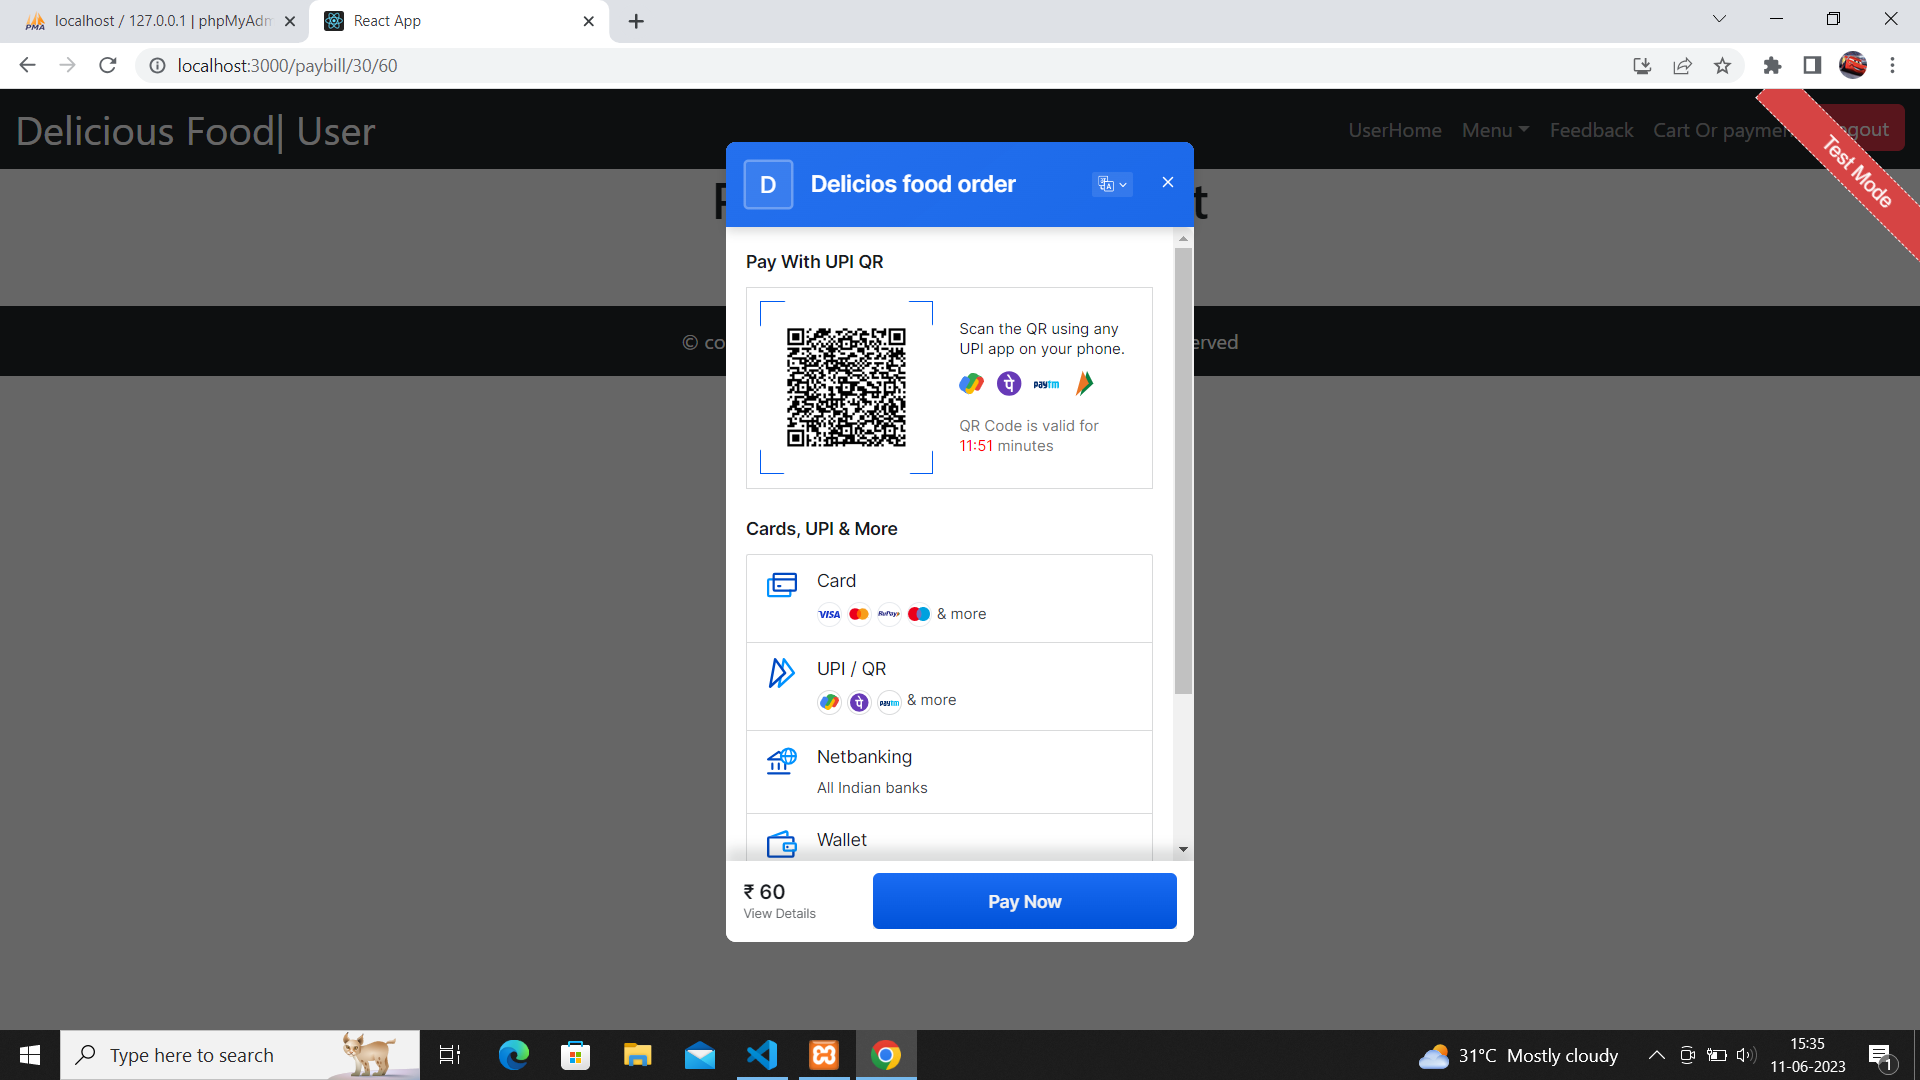 localhost / 127.0.0.1 | phpMyAdm
React App
localhost:3000/paybill/30/60
Delicious Food| User
UserHome
Menu
Feedback
Cart Or paymen
gout
Test Mode
D
Delicios food order
Pay With UPI QR
Scan the QR using any
UPI app on your phone.
paytm
QR Code is valid for
11:51 minutes
© co
erved
Cards, UPI & More
Card
VISA
RuPay
& more
UPI / QR
पे
paytm
& more
Netbanking
All Indian banks
Wallet
₹ 60
View Details
Pay Now
Type here to search
31°C Mostly cloudy
15:35
11-06-2023
1